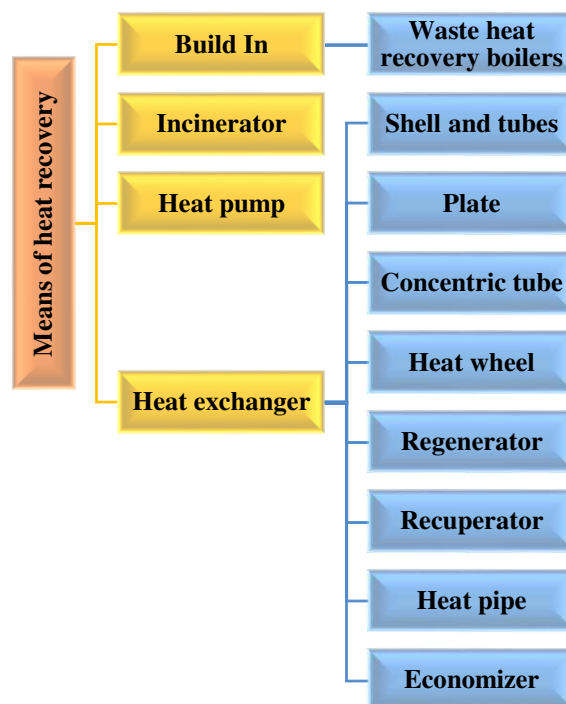 Means of heat recovery
Build In
Waste heat
recovery boilers
Incinerator
Heat pump
Heat exchanger
Shell and tubes
Plate
Concentric tube
Heat wheel
Regenerator
Recuperator
Heat pipe
Economizer